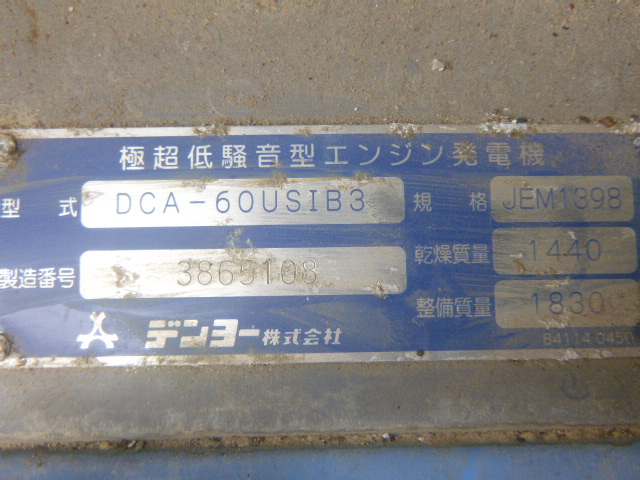 極超低騒音型エンジン発電機
型式 DCA-60USIB3 規格 JEM1398
乾燥質量 1440
製造番号 3865108
整備質量 1830
デンヨー株式会社
84114 0450